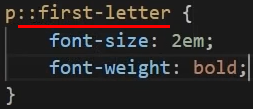 p::first-letter {
    font-size: 2em;
    font-weight: bold;
}